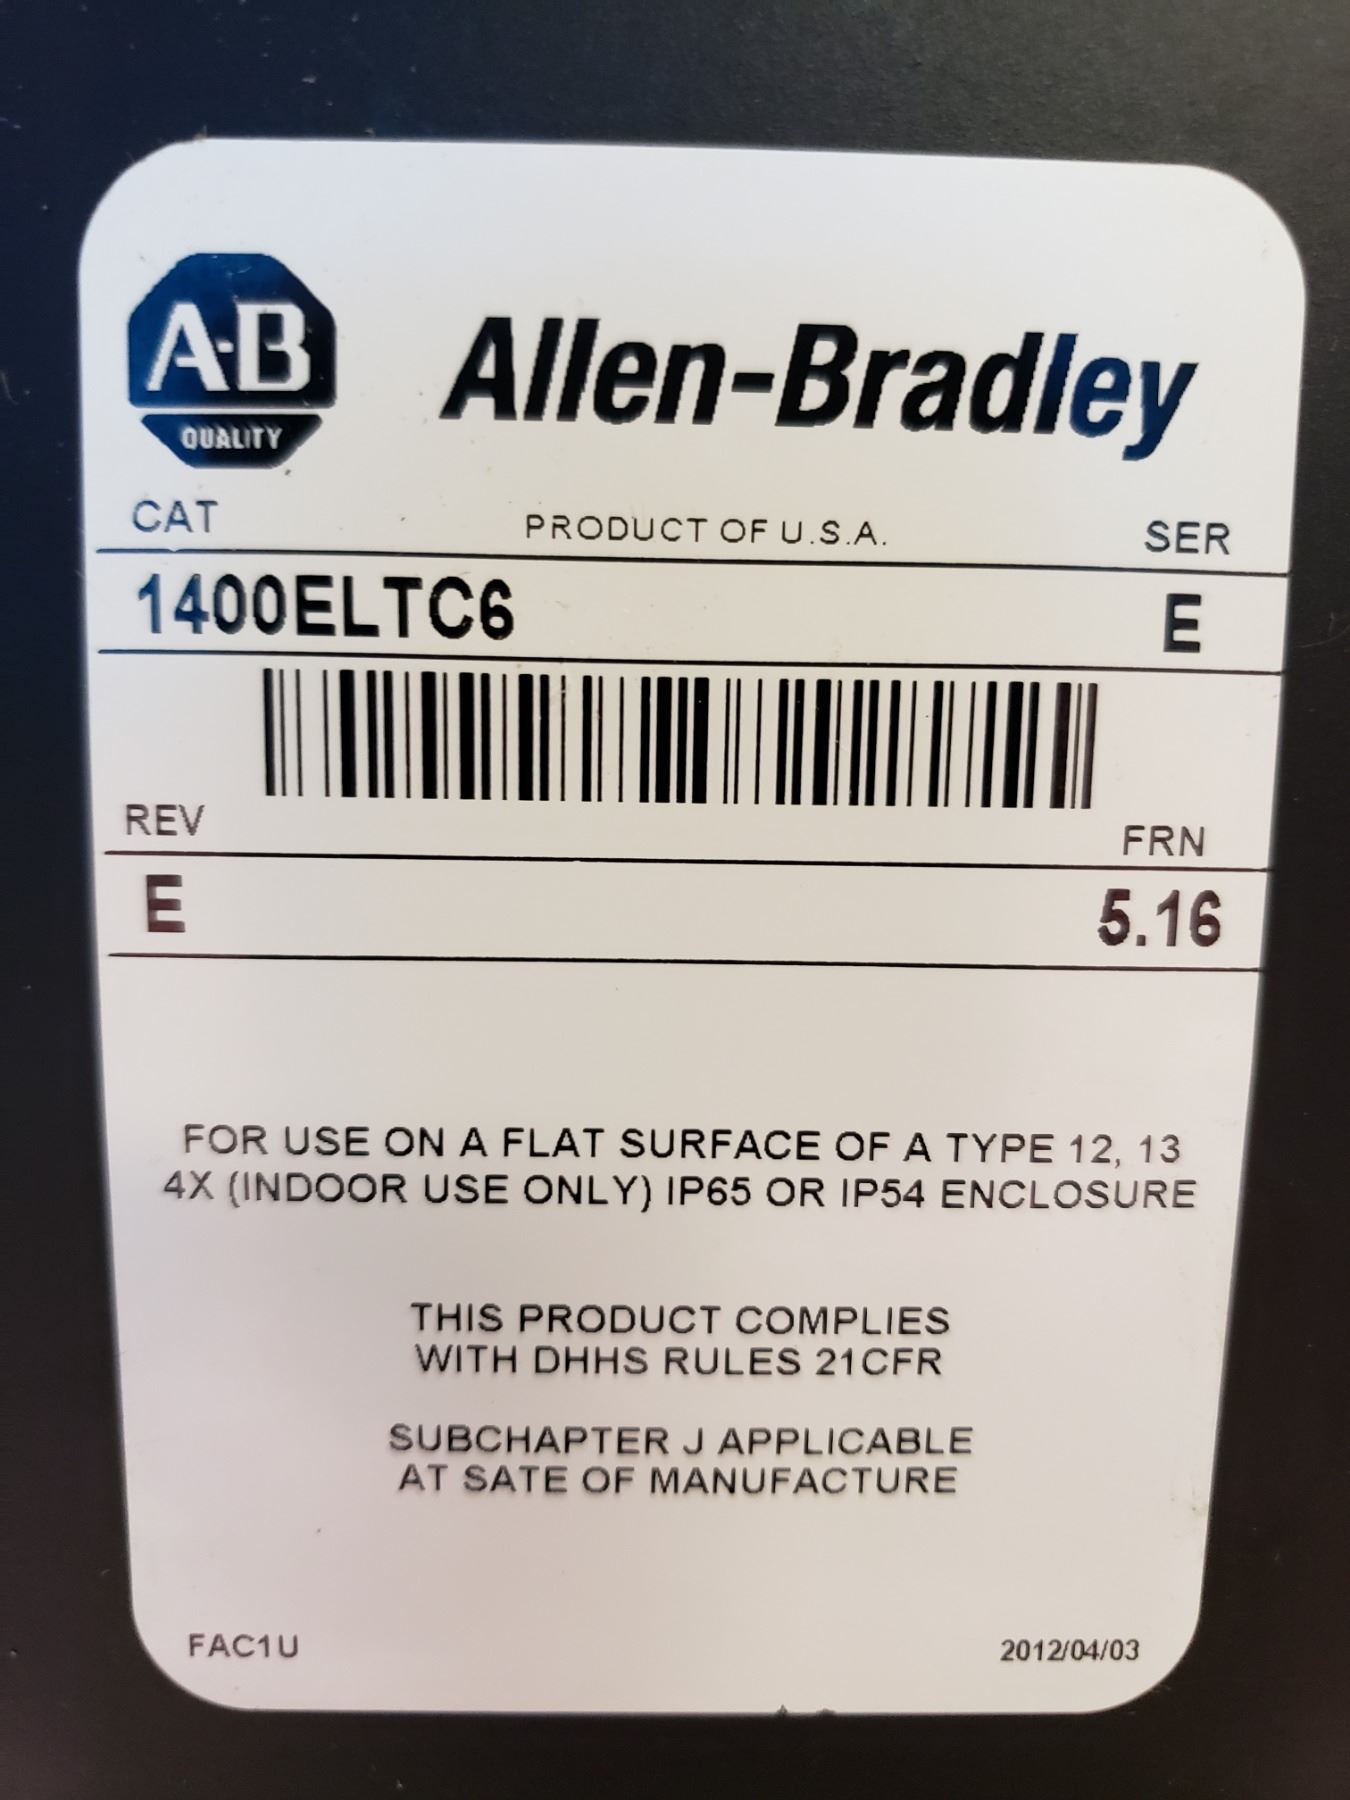 A-B
QUALITY
Allen-Bradley
CAT
PRODUCT OF U.S.A.
SER
1400ELTC6
E
REV
FRN
E
5.16
FOR USE ON A FLAT SURFACE OF A TYPE 12, 13
4X (INDOOR USE ONLY) IP65 OR IP54 ENCLOSURE
THIS PRODUCT COMPLIES
WITH DHHS RULES 21CFR
SUBCHAPTER J APPLICABLE
AT SATE OF MANUFACTURE
FAC1U
2012/04/03